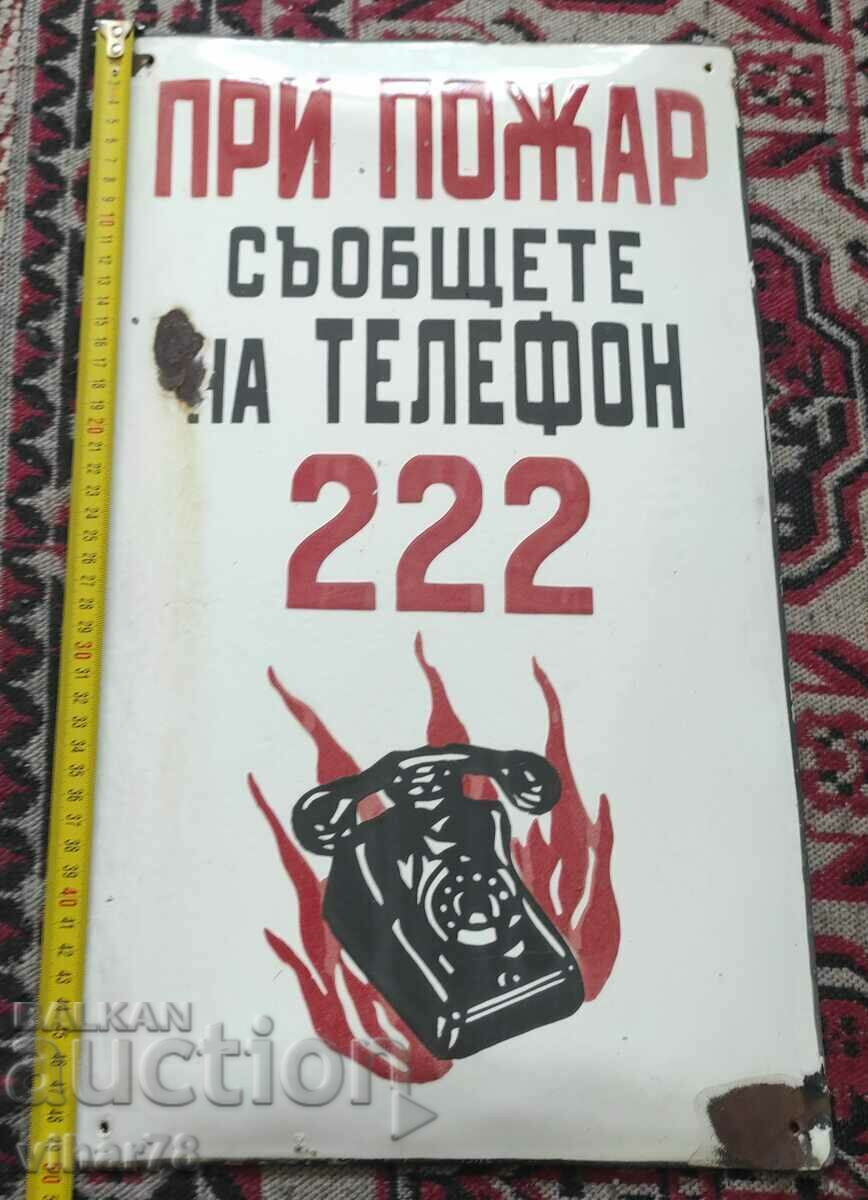 ПРИ ПОЖАР
СЪОБЩЕТЕ
НА ТЕЛЕФОН
222
BALKAN
auction
vihar78